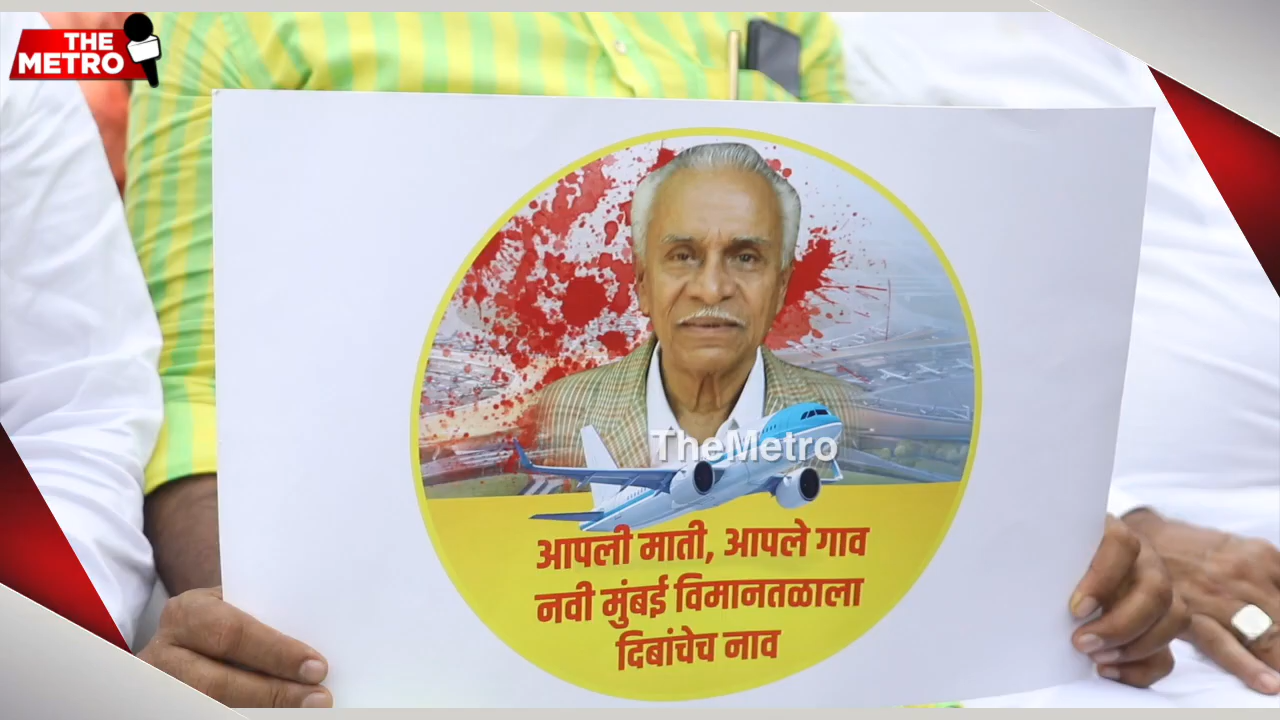 THE
METRO
TheMetro
आपली माती, आपले गाव
नवी मुंबई विमानतळाला
दिबांचेच नाव